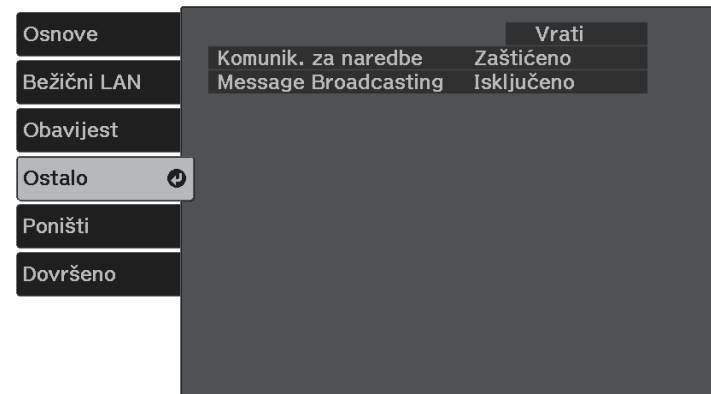 Osnove
Bežični LAN
Obavijest
Ostalo
Poništi
Dovršeno
Vrati
Komunik. za naredbe Zaštićeno
Message Broadcasting Isključeno